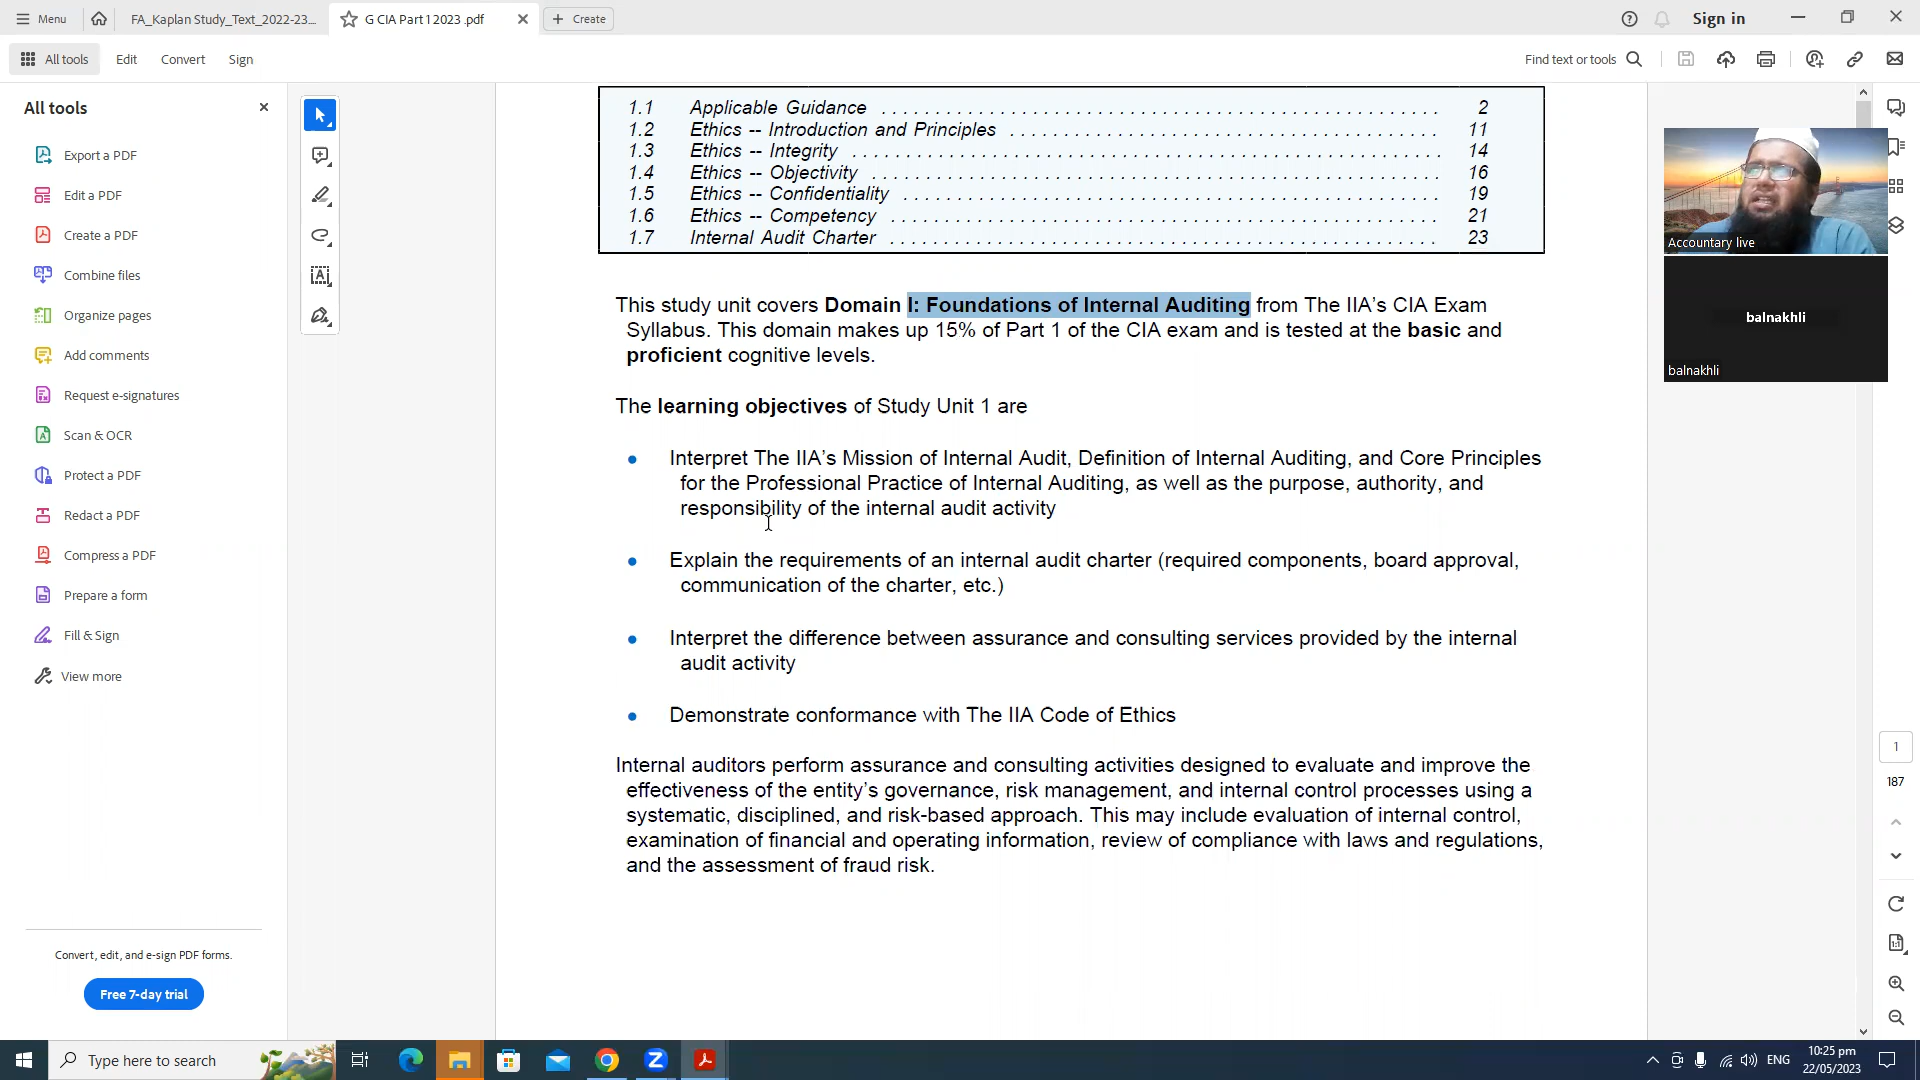 Menu
FA_Kaplan Study_Text_2022-23...
G CIA Part 1 2023 .pdf
Create
Sign in
All tools
Edit
Convert
Sign
Find text or tools
All tools
Export a PDF
Edit a PDF
Create a PDF
Combine files
Organize pages
Add comments
Request e-signatures
Scan & OCR
Protect a PDF
Redact a PDF
Compress a PDF
Prepare a form
Fill & Sign
View more
Convert, edit, and e-sign PDF forms.
Free 7-day trial
1.1 Applicable Guidance . . . . . . . . . . . . . . . . . . . . . . . . . . . . . . . . . . . . . . . . . . . . . . . . . . 2
1.2 Ethics -- Introduction and Principles . . . . . . . . . . . . . . . . . . . . . . . . . . . . . . . . . . . . . . 11
1.3 Ethics -- Integrity . . . . . . . . . . . . . . . . . . . . . . . . . . . . . . . . . . . . . . . . . . . . . . . . . . . . . 14
1.4 Ethics -- Objectivity . . . . . . . . . . . . . . . . . . . . . . . . . . . . . . . . . . . . . . . . . . . . . . . . . . . 16
1.5 Ethics -- Confidentiality . . . . . . . . . . . . . . . . . . . . . . . . . . . . . . . . . . . . . . . . . . . . . . . . 19
1.6 Ethics -- Competency . . . . . . . . . . . . . . . . . . . . . . . . . . . . . . . . . . . . . . . . . . . . . . . . . 21
1.7 Internal Audit Charter . . . . . . . . . . . . . . . . . . . . . . . . . . . . . . . . . . . . . . . . . . . . . . . . . 23
This study unit covers Domain I: Foundations of Internal Auditing from The IIA's CIA Exam
Syllabus. This domain makes up 15% of Part 1 of the CIA exam and is tested at the basic and
proficient cognitive levels.
The learning objectives of Study Unit 1 are
● Interpret The IIA's Mission of Internal Audit, Definition of Internal Auditing, and Core Principles
for the Professional Practice of Internal Auditing, as well as the purpose, authority, and
responsibility of the internal audit activity
● Explain the requirements of an internal audit charter (required components, board approval,
communication of the charter, etc.)
● Interpret the difference between assurance and consulting services provided by the internal
audit activity
● Demonstrate conformance with The IIA Code of Ethics
Internal auditors perform assurance and consulting activities designed to evaluate and improve the
effectiveness of the entity's governance, risk management, and internal control processes using a
systematic, disciplined, and risk-based approach. This may include evaluation of internal control,
examination of financial and operating information, review of compliance with laws and regulations,
and the assessment of fraud risk.
Accountary live
balnakhli
balnakhli
1
187
Type here to search
ENG
10:25 pm
22/05/2023